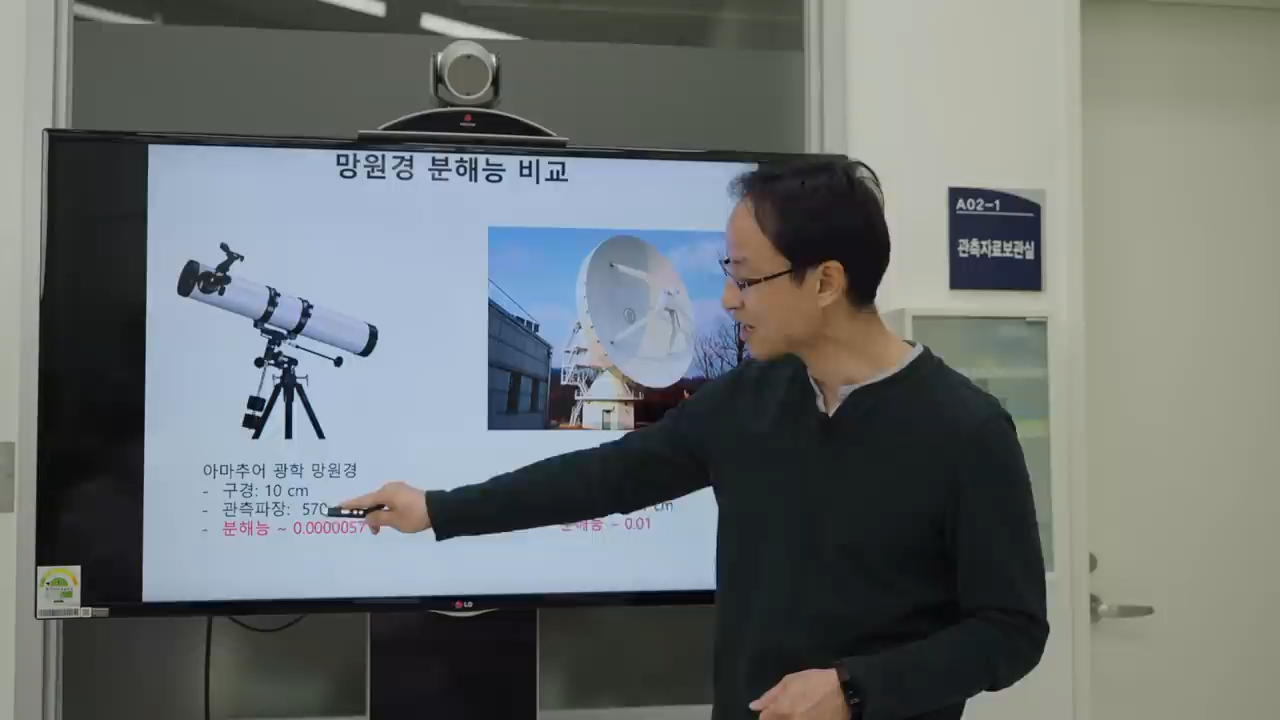 망원경 분해능 비교
A02-1
관측자료보관실
아마추어 광학 망원경
- 구경: 10 cm
- 관측파장: 570
cm
- 분해능 ~ 0.0000057
분해능 ~ 0.01
LG